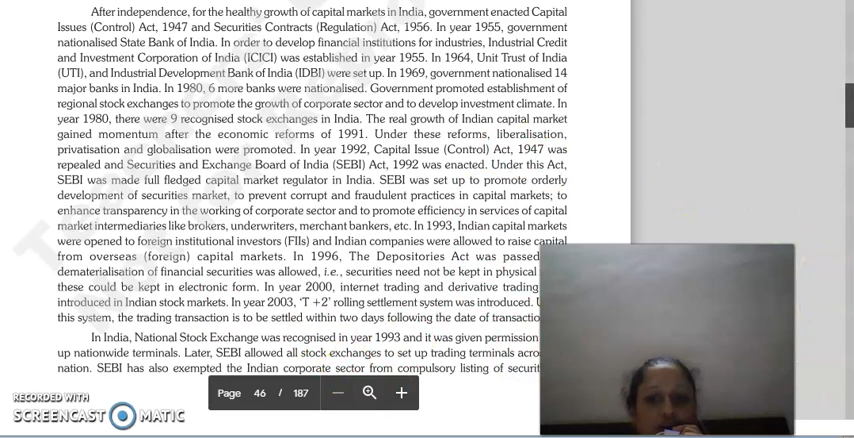 After independence, for the healthy growth of capital markets in India, government enacted Capital
Issues (Control) Act, 1947 and Securities Contracts (Regulation) Act, 1956. In year 1955, government
nationalised State Bank of India. In order to develop financial institutions for industries, Industrial Credit
and Investment Corporation of India (ICICI) was established in year 1955. In 1964, Unit Trust of India
(UTI), and Industrial Development Bank of India (IDBI) were set up. In 1969, government nationalised 14
major banks in India. In 1980, 6 more banks were nationalised. Government promoted establishment of
regional stock exchanges to promote the growth of corporate sector and to develop investment climate. In
year 1980, there were 9 recognised stock exchanges in India. The real growth of Indian capital market
gained momentum after the economic reforms of 1991. Under these reforms, liberalisation,
privatisation and globalisation were promoted. In year 1992, Capital Issue (Control) Act, 1947 was
repealed and Securities and Exchange Board of India (SEBI) Act, 1992 was enacted. Under this Act,
SEBI was made full fledged capital market regulator in India. SEBI was set up to promote orderly
development of securities market, to prevent corrupt and fraudulent practices in capital markets; to
enhance transparency in the working of corporate sector and to promote efficiency in services of capital
market intermediaries like brokers, underwriters, merchant bankers, etc. In 1993, Indian capital markets
were opened to foreign institutional investors (FIIs) and Indian companies were allowed to raise capital
from overseas (foreign) capital markets. In 1996, The Depositories Act was passed
dematerialisation of financial securities was allowed, i.e., securities need not be kept in physical
these could be kept in electronic form. In year 2000, internet trading and derivative trading
introduced in Indian stock markets. In year 2003, ‘T +2’ rolling settlement system was introduced.
this system, the trading transaction is to be settled within two days following the date of
In India, National Stock Exchange was recognised in year 1993 and it was given permission
up nationwide terminals. Later, SEBI allowed all stock exchanges to set up trading terminals
nation. SEBI has also exempted the Indian corporate sector from compulsory listing of
Page 46 / 187
RECORDED WITH
SCREENCAST MATIC